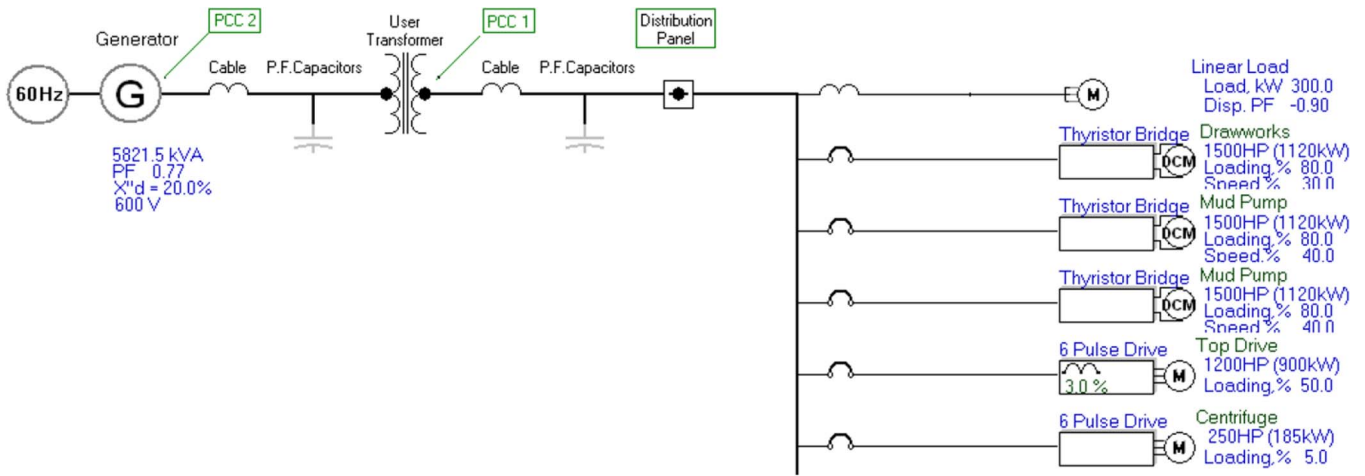 PCC 2
User
Transformer
PCC 1
Distribution
Panel
Generator
Cable
P.F.Capacitors
Cable
P.F.Capacitors
60Hz
G
5821.5 kVA
PF 0.77
X"d = 20.0%
600 V
M
Linear Load
Load, kW 300.0
Disp. PF -0.90
Thyristor Bridge
DCM
Drawworks
1500HP (1120kW)
Loading,% 80.0
Speed,% 30.0
Thyristor Bridge
DCM
Mud Pump
1500HP (1120kW)
Loading,% 80.0
Speed,% 40.0
Thyristor Bridge
DCM
Mud Pump
1500HP (1120kW)
Loading,% 80.0
Speed,% 40.0
6 Pulse Drive
3.0 %
M
Top Drive
1200HP (900kW)
Loading,% 50.0
6 Pulse Drive
M
Centrifuge
250HP (185kW)
Loading,% 5.0